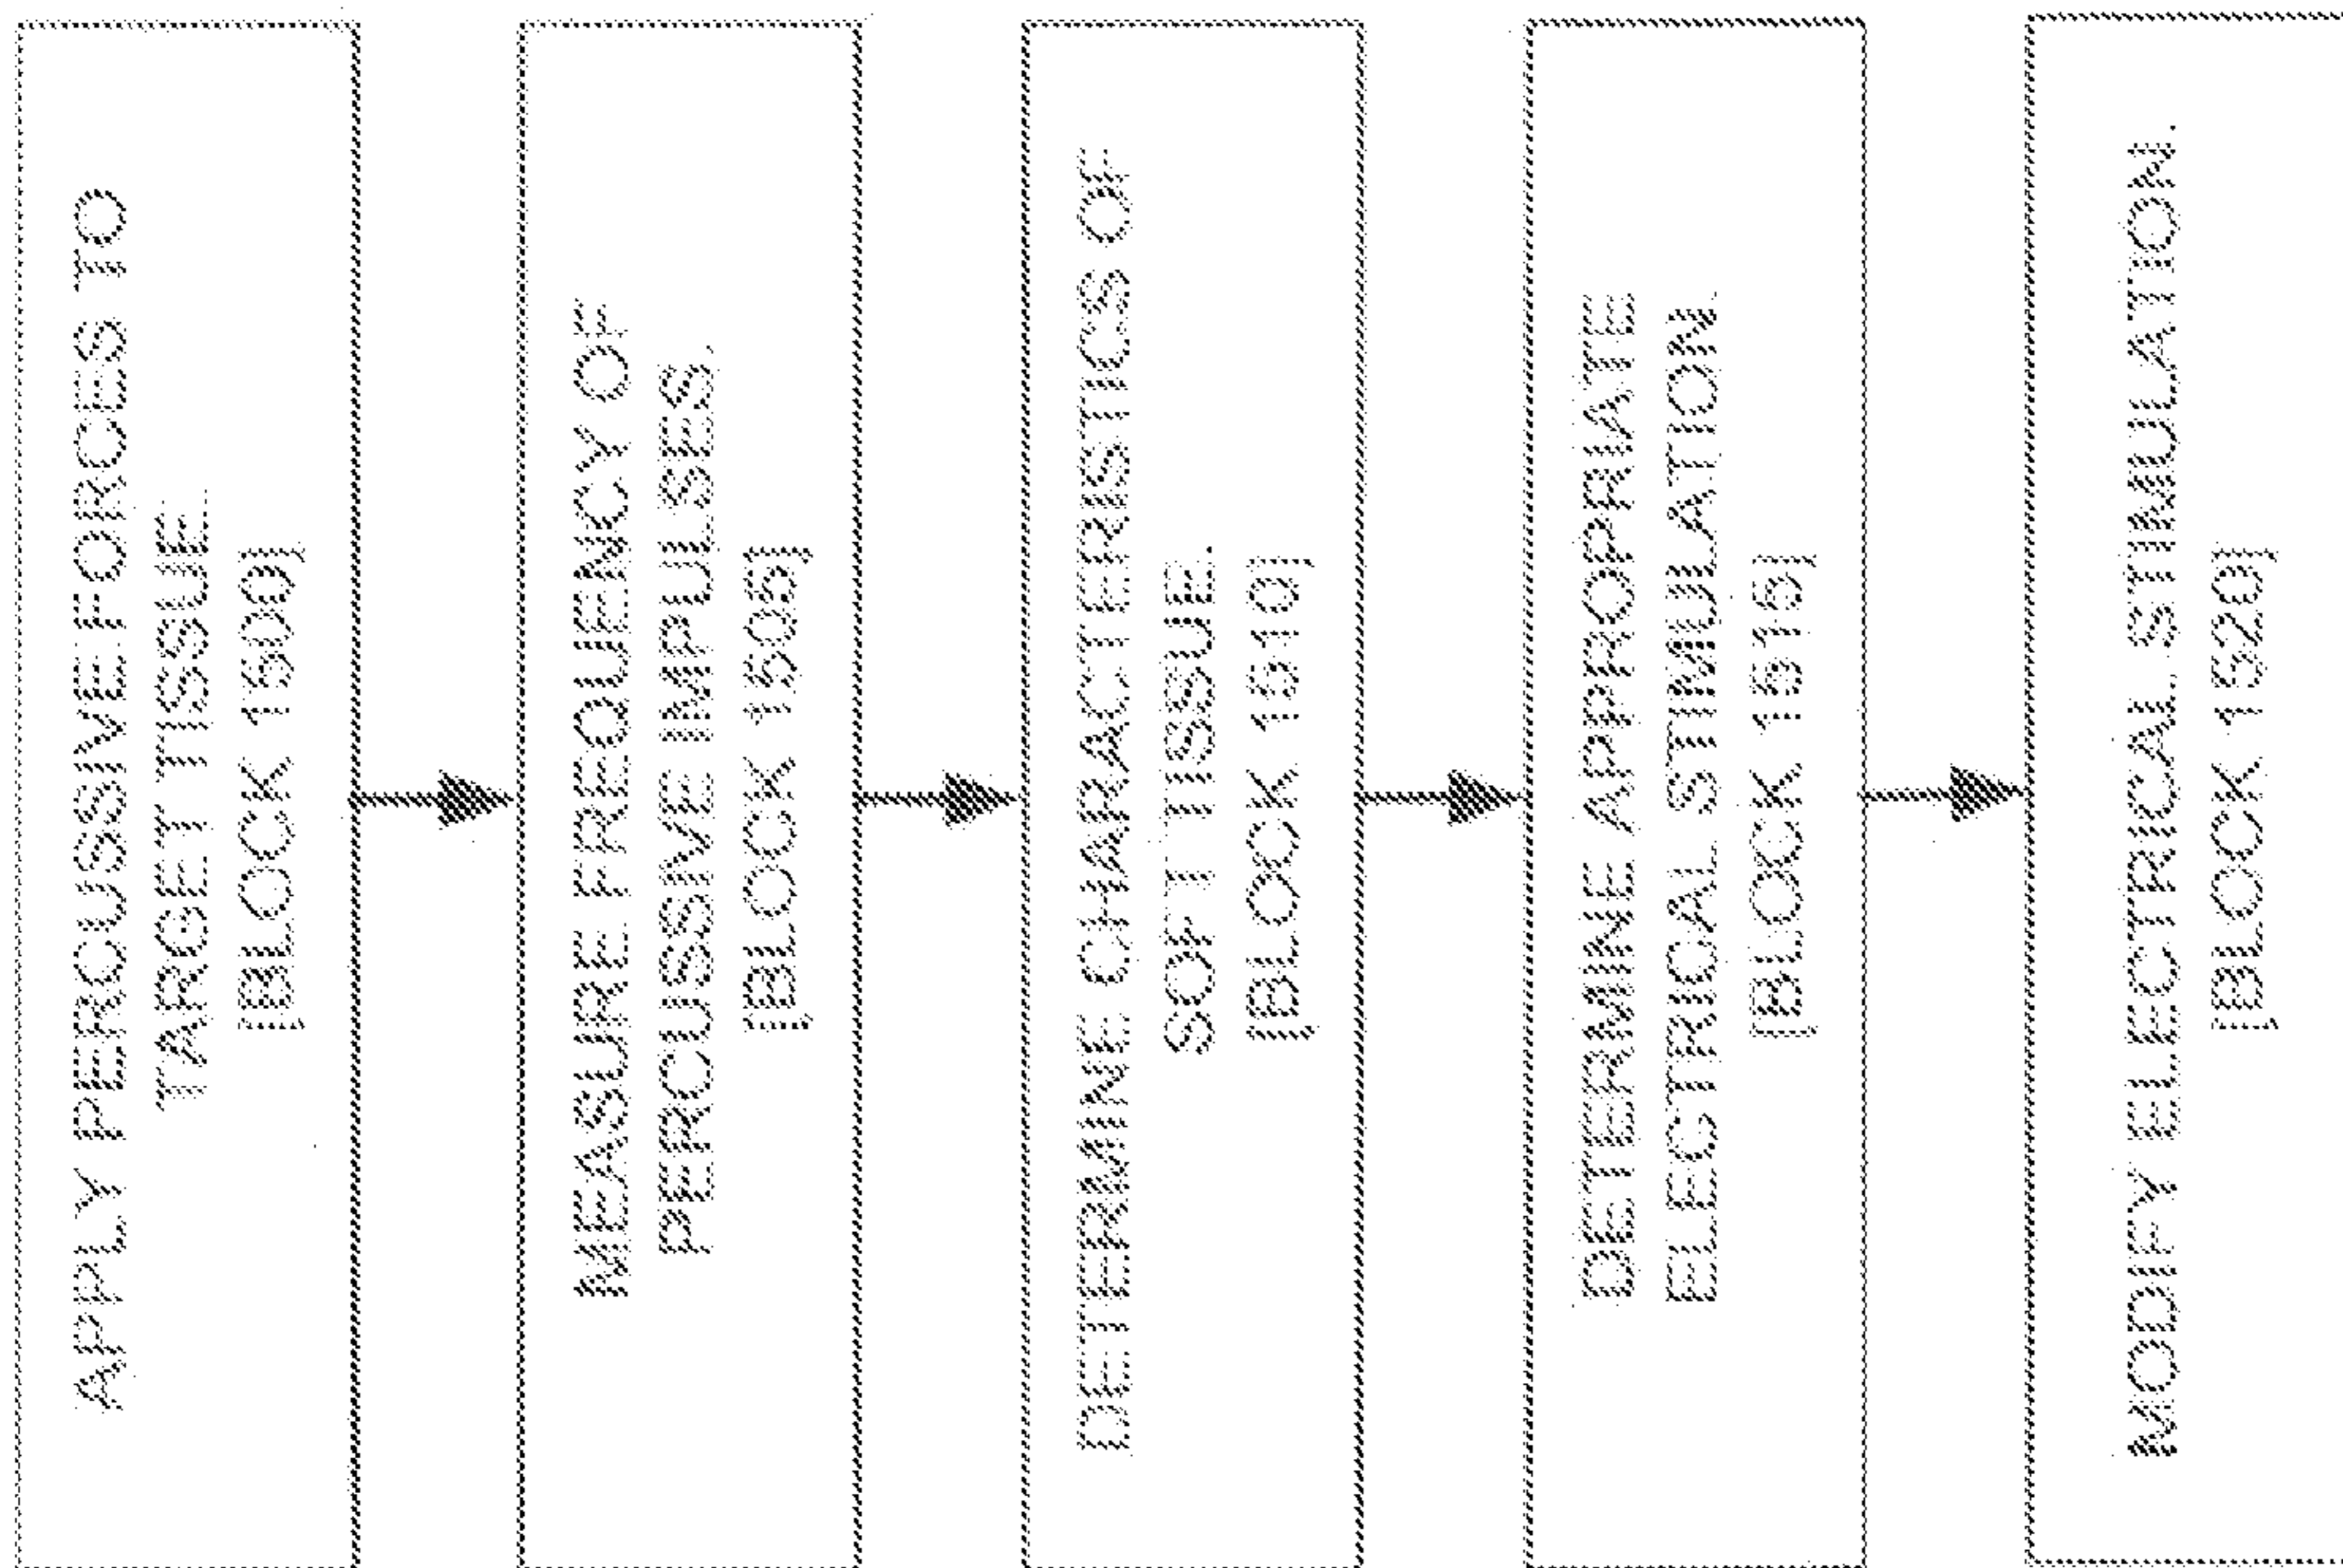 APPLY PERCUSSIVE FORCES TO
TARGET TISSUE.
[BLOCK 1500]
MEASURE FREQUENCY OF
PERCUSSIVE IMPULSES.
[BLOCK 1505]
DETERMINE CHARACTERISTICS OF
SOFT TISSUE.
[BLOCK 1510]
DETERMINE APPROPRIATE
ELECTRICAL STIMULATION.
[BLOCK 1515]
MODIFY ELECTRICAL STIMULATION.
[BLOCK 1520]